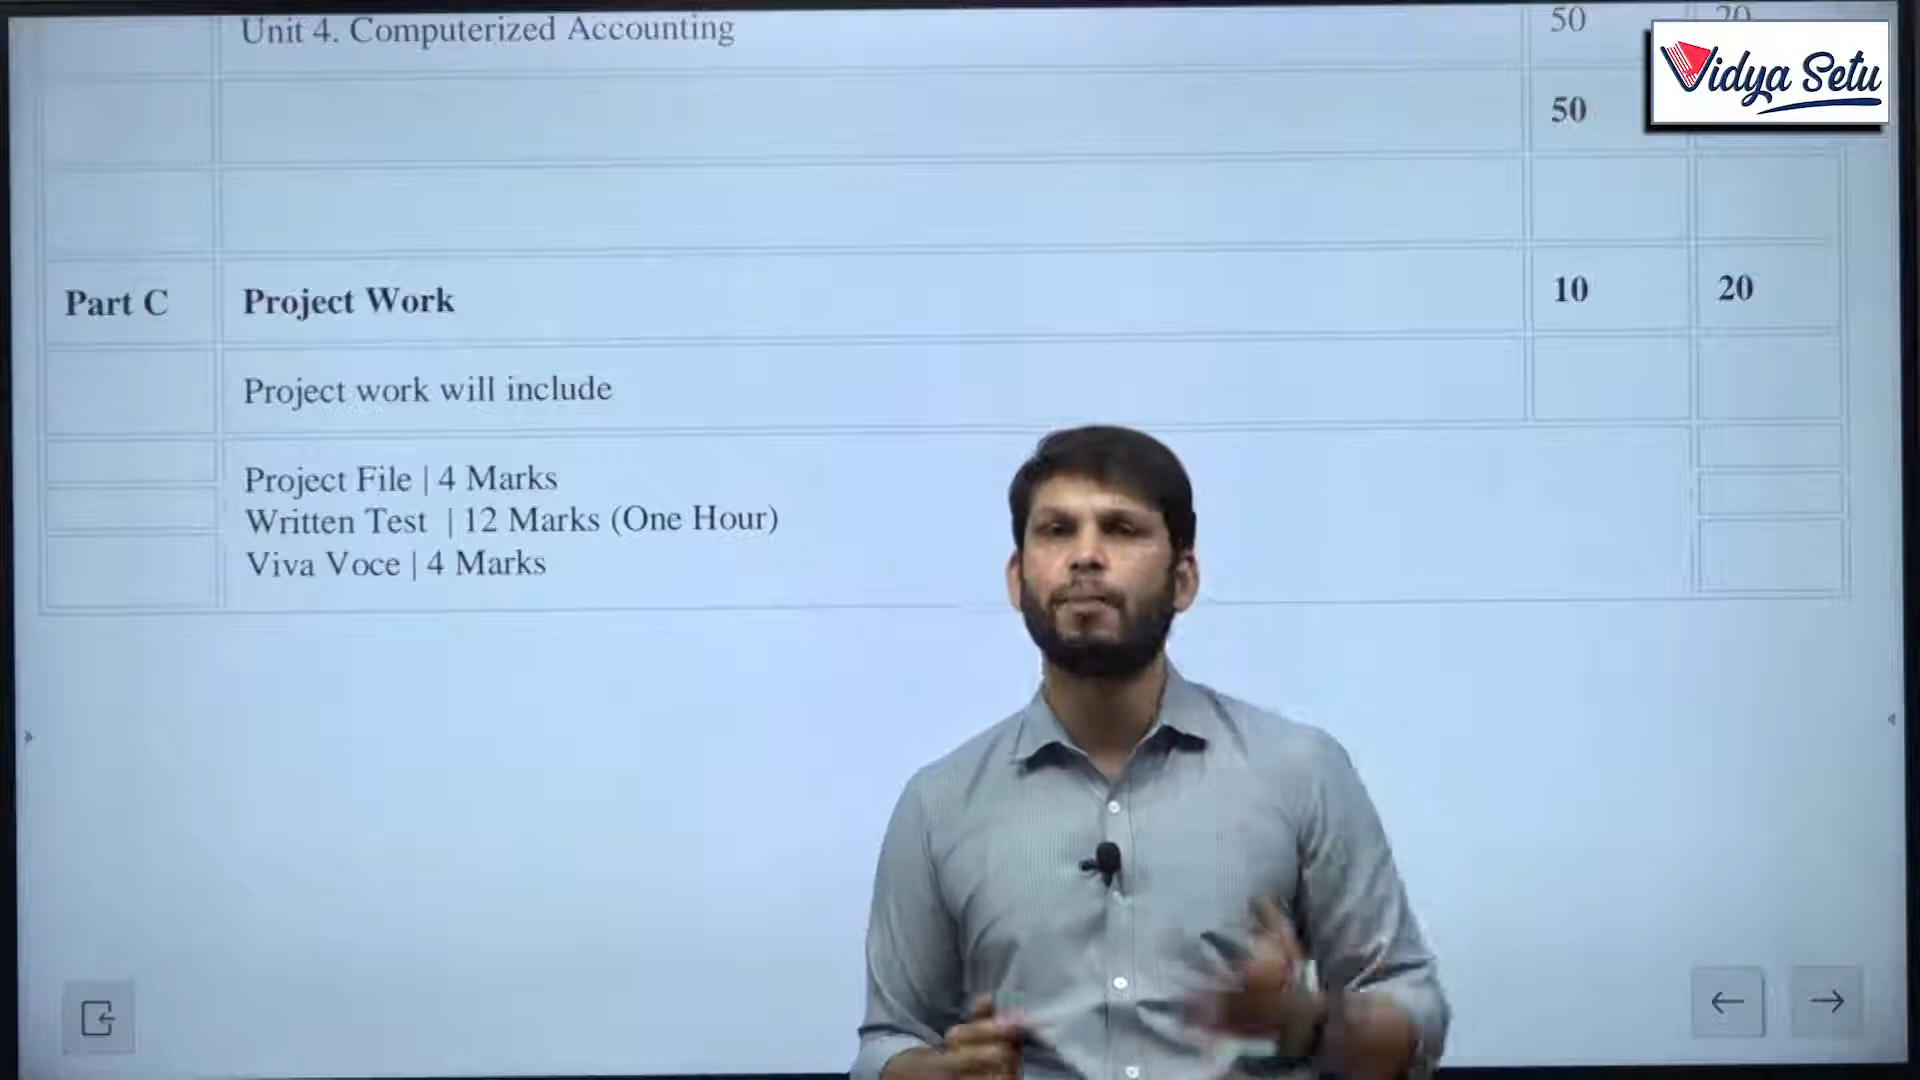 Unit 4. Computerized Accounting 50 20
Vidya Setu
50
Part C Project Work 10 20
Project work will include
Project File | 4 Marks
Written Test | 12 Marks (One Hour)
Viva Voce | 4 Marks